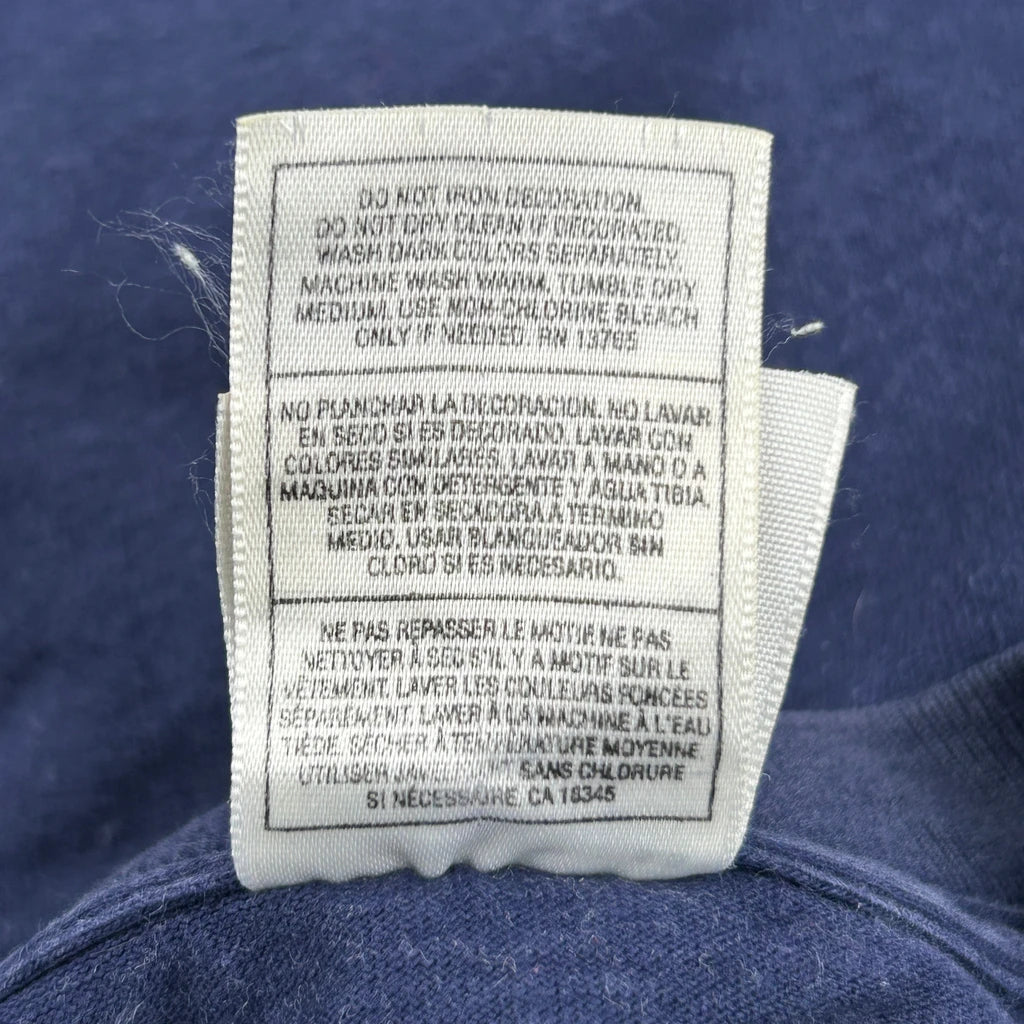 DO NOT IRON DECORATION.
DO NOT DRY CLEAN IF DECORATED.
WASH DARK COLORS SEPARATELY.
MACHINE WASH WARM, TUMBLE DRY
MEDIUM. USE NON-CHLORINE BLEACH
ONLY IF NEEDED. RN 13765
NO PLANCHAR LA DECORACION. NO LAVAR
EN SECO SI ES DECORADO. LAVAR CON
COLORES SIMILARES. LAVAR A MANO O A
MAQUINA CON DETERGENTE Y AGUA TIBIA.
SECAR EN SECADORA A TERMINO
MEDIO. USAR BLANQUEADOR SIN
CLORO SI ES NECESARIO.
NE PAS REPASSER LE MOTIF. NE PAS
NETTOYER À SEC S'IL Y A MOTIF SUR LE
VÊTEMENT. LAVER LES COULEURS FONCÉES
SÉPARÉMENT. LAVER À LA MACHINE À L'EAU
TIÈDE. SÉCHER À TEMPÉRATURE MOYENNE.
UTILISER SANS CHLORURE
SI NÉCESSAIRE. CA 18345